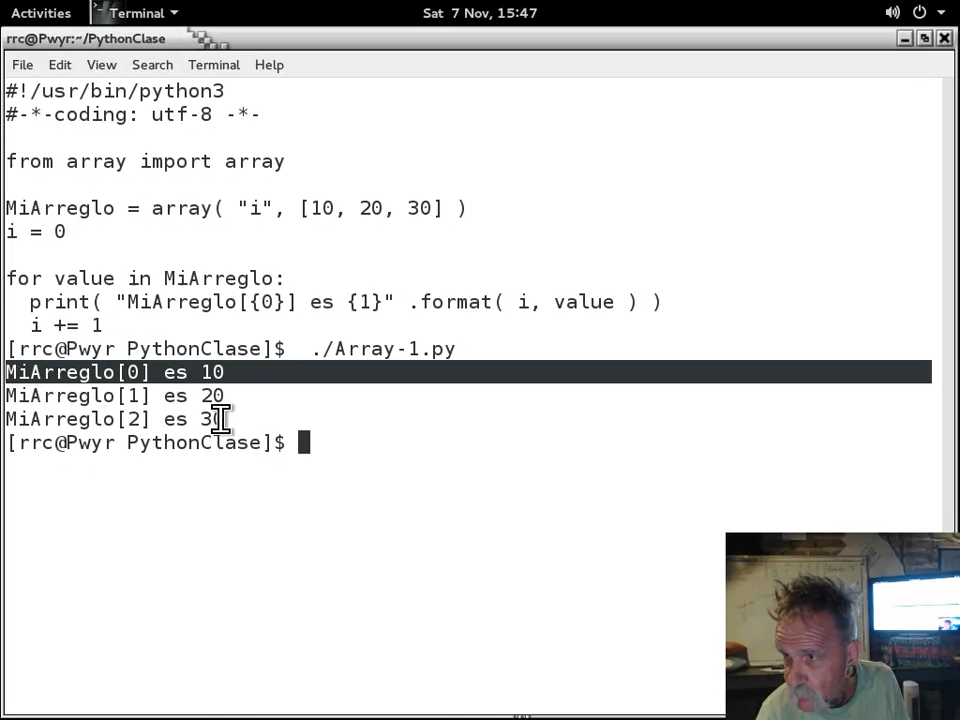 Activities Terminal Sat 7 Nov, 15:47
rrc@Pwyr:~/PythonClase
File Edit View Search Terminal Help
#!/usr/bin/python3
#-*-coding: utf-8 -*-
from array import array
MiArreglo = array( "i", [10, 20, 30] )
i = 0
for value in MiArreglo:
  print( "MiArreglo[{0}] es {1}" .format( i, value ) )
  i += 1
[rrc@Pwyr PythonClase]$  ./Array-1.py
MiArreglo[0] es 10
MiArreglo[1] es 20
MiArreglo[2] es 30
[rrc@Pwyr PythonClase]$